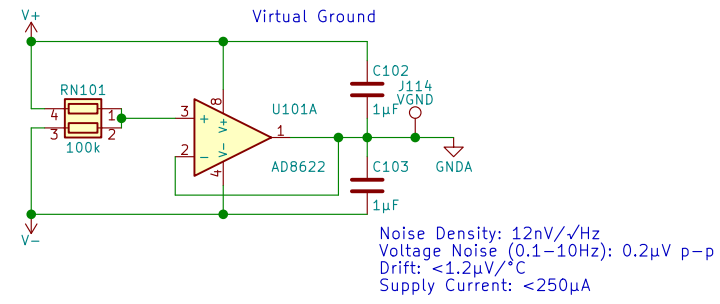 V+
Virtual Ground
RN101
4
1
3
2
100k
3
2
8
V+
+
-
V-
4
U101A
1
AD8622
C102
1µF
J114
VGND
C103
1µF
GNDA
V-
Noise Density: 12nV/√Hz
Voltage Noise (0.1-10Hz): 0.2µV p-p
Drift: <1.2µV/°C
Supply Current: <250µA